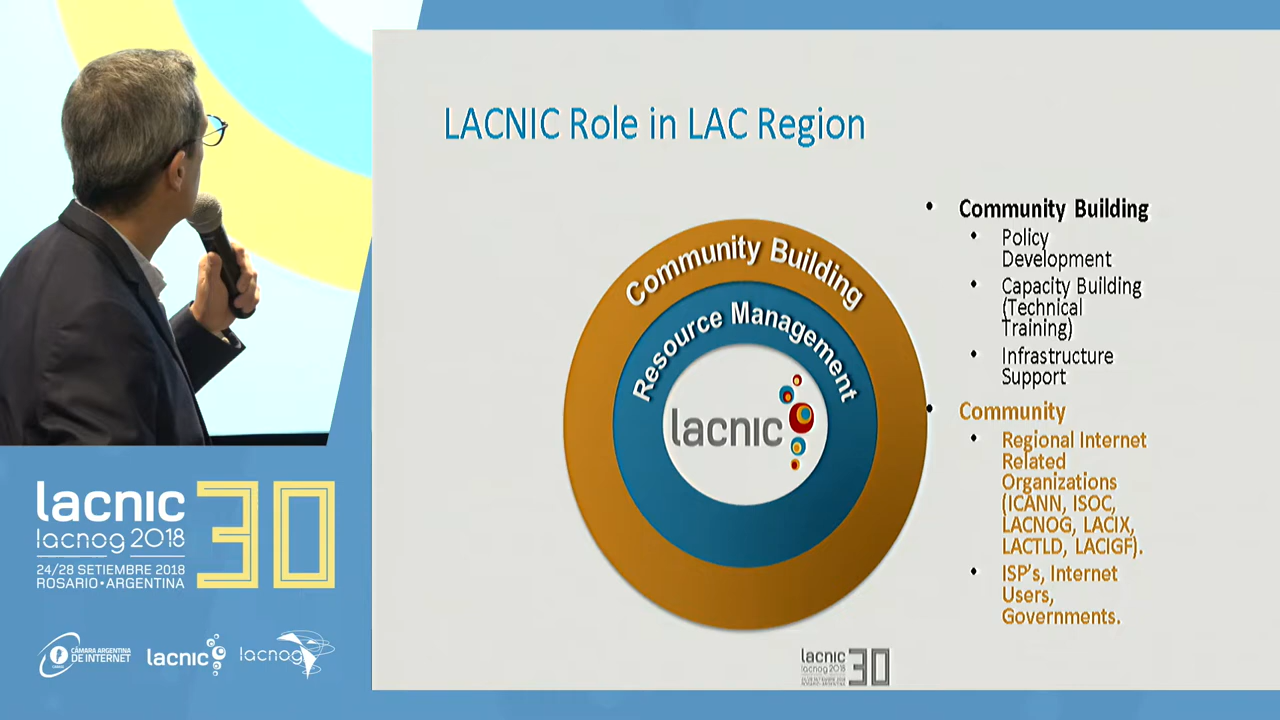 LACNIC Role in LAC Region
Community Building
Resource Management
lacnic
• Community Building
• Policy
Development
• Capacity Building
(Technical
Training)
• Infrastructure
Support
• Community
• Regional Internet
Related
Organizations
(ICANN, ISOC,
LACNOG, LACIX,
LACTLD, LACIGF).
• ISP's, Internet
Users,
Governments.
lacnic 30
lacnog 2018
24/28 SETIEMBRE 2018
ROSARIO•ARGENTINA
CÁMARA ARGENTINA
DE INTERNET
lacnic
lacnog
lacnic 30
lacnog 2018